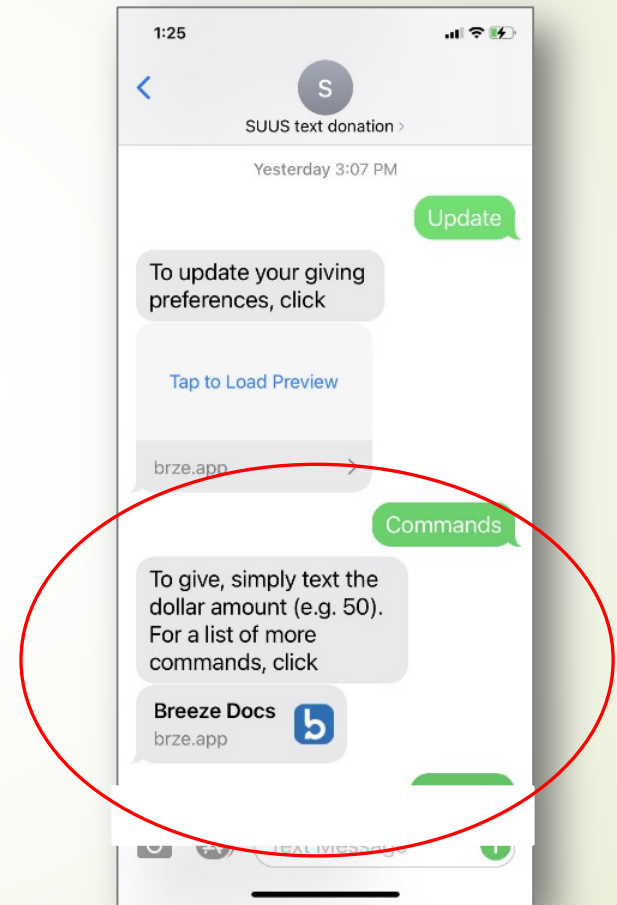 1:25
S
SUUS text donation >
Yesterday 3:07 PM
Update
To update your giving
preferences, click
Tap to Load Preview
brze.app
Commands
To give, simply text the
dollar amount (e.g. 50).
For a list of more
commands, click
Breeze Docs
brze.app
Text Message